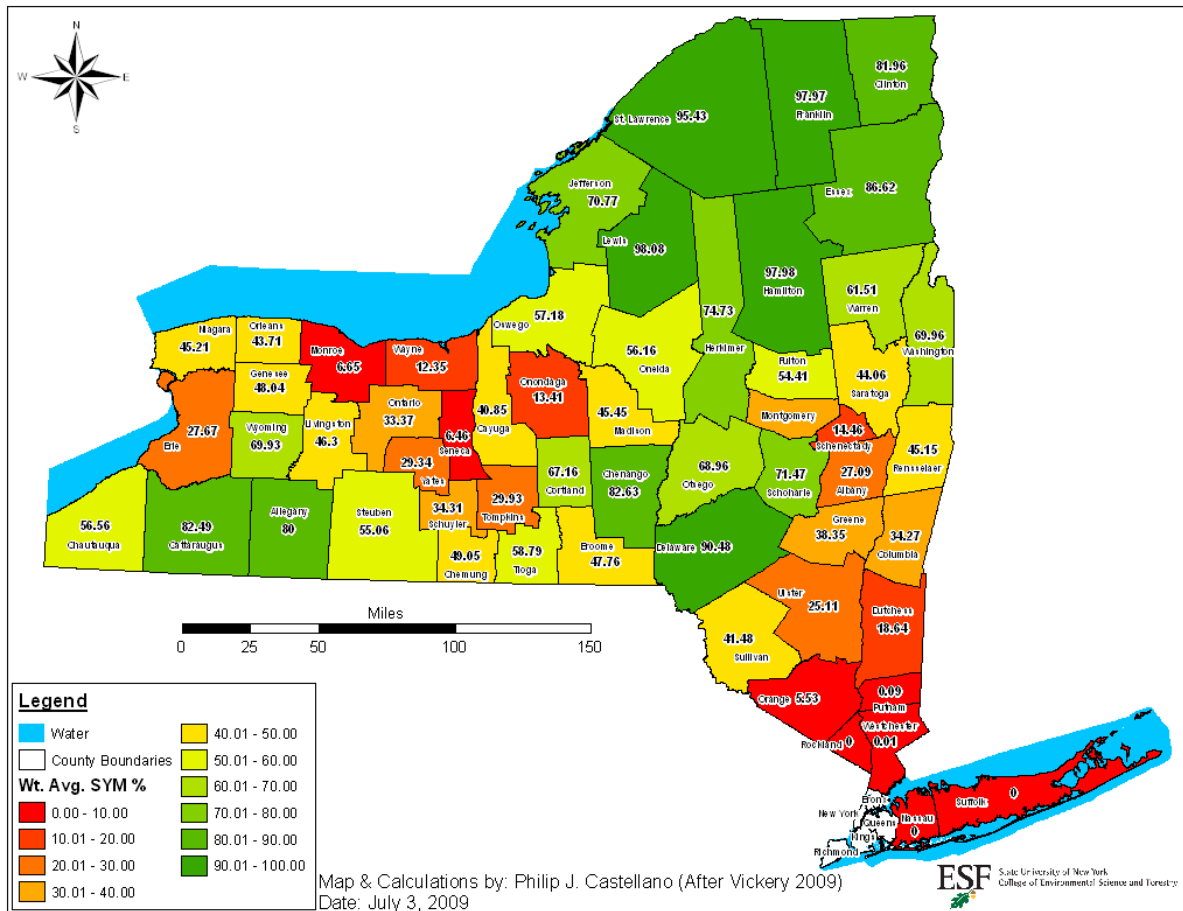 N
W E
S
81.96
Clinton
97.97
Franklin
St. Lawrence 95.43
86.62
Essex
Jefferson
70.77
Lewis 98.08
97.98
Hamilton
74.73
Herkimer
61.51
Warren
69.96
Washington
57.18
Oswego
56.16
Oneida
Fulton
54.41
44.06
Saratoga
Niagara
45.21
Orleans
43.71
Monroe
6.65
Wayne
12.35
Genesee
48.04
Onondaga
13.41
40.85
Cayuga
45.45
Madison
Montgomery
14.46
Schenectady
45.15
Rensselaer
27.67
Erie
Wyoming
69.93
Livingston
46.3
Ontario
33.37
6.46
Seneca
29.34
Yates
67.16
Cortland
Chenango
82.63
68.96
Otsego
71.47
Schoharie
27.09
Albany
56.56
Chautauqua
82.49
Cattaraugus
Allegany
80
Steuben
55.06
34.31
Schuyler
29.93
Tompkins
49.05
Chemung
58.79
Tioga
Broome
47.76
Delaware 90.48
Greene
38.35
34.27
Columbia
Ulster
25.11
Dutchess
18.64
41.48
Sullivan
Orange 5.53
0.09
Putnam
Westchester
0.01
Rockland 0
Bronx
New York
Queens
Kings
Richmond
Nassau
0
Suffolk 0
Miles
0 25 50 100 150
Legend
Water
County Boundaries
Wt. Avg. SYM %
0.00 - 10.00
10.01 - 20.00
20.01 - 30.00
30.01 - 40.00
40.01 - 50.00
50.01 - 60.00
60.01 - 70.00
70.01 - 80.00
80.01 - 90.00
90.01 - 100.00
Map & Calculations by: Philip J. Castellano (After Vickery 2009)
Date: July 3, 2009
ESF
State University of New York
College of Environmental Science and Forestry